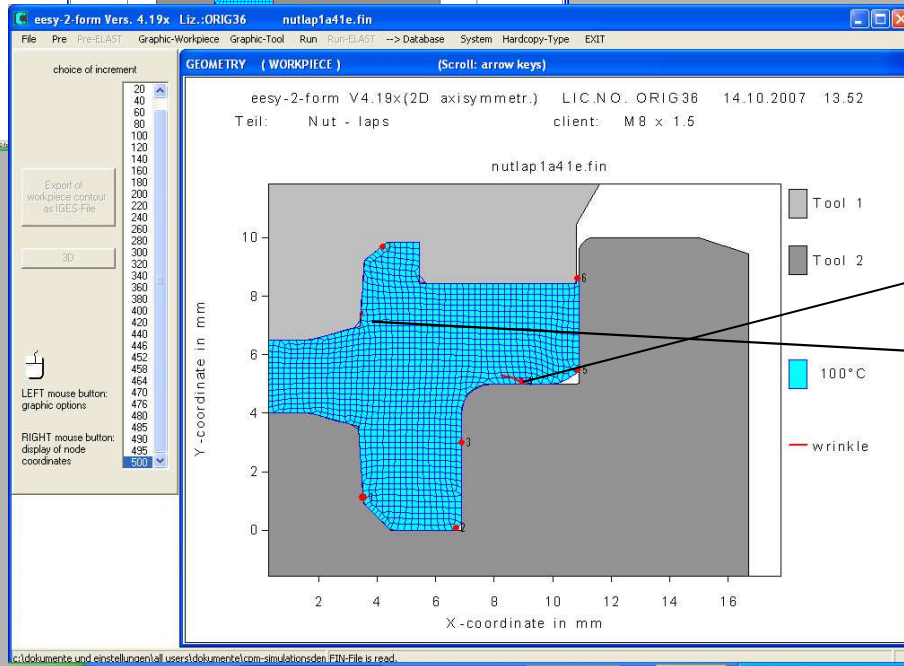 eesy-2-form Vers. 4.19x Liz.:ORIG36 nutlap1a41e.fin
File Pre Pre-ELAST Graphic-Workpiece Graphic-Tool Run Run-ELAST --> Database System Hardcopy-Type EXIT
choice of increment
20
40
60
80
100
120
140
160
180
200
220
240
260
280
300
320
340
360
380
400
420
440
446
452
458
464
470
476
480
485
490
495
500
Export of
workpiece contour
as IGES-File
3D
LEFT mouse button:
graphic options
RIGHT mouse button:
display of node
coordinates
GEOMETRY ( WORKPIECE ) (Scroll: arrow keys)
eesy-2-form V4.19x(2D axisymmetr.) LIC.NO. ORIG36 14.10.2007 13.52
Teil: Nut - laps client: M8 x 1.5
nutlap1a41e.fin
Tool 1
Tool 2
100°C
wrinkle
Y-coordinate in mm
10
8
6
4
2
0
6
5
3
1
2
2 4 6 8 10 12 14 16
X-coordinate in mm
c:\dokumente und einstellungen\all users\dokumente\cpm-simulationsden FIN-File is read.